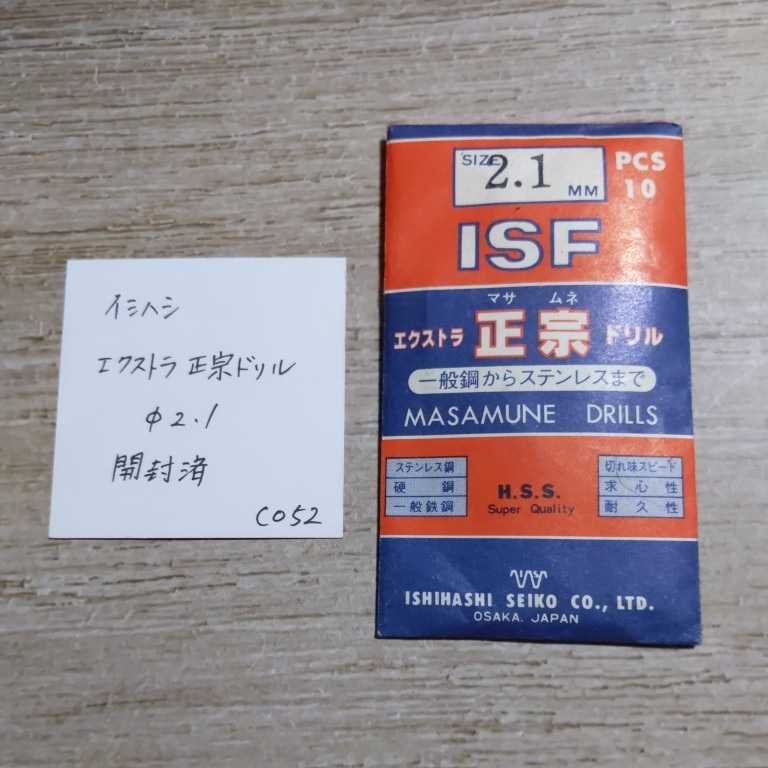 イシハシ
エクストラ 正宗ドリル
φ2.1
開封済
C052
SIZE 2.1 MM
PCS 10
ISF
マサ ムネ
エクストラ 正宗 ドリル
一般鋼からステンレスまで
MASAMUNE DRILLS
ステンレス鋼
硬鋼
一般鉄鋼
H.S.S.
Super Quality
切れ味スピード
求心性
耐久性
ISHIHASHI SEIKO CO., LTD.
OSAKA. JAPAN